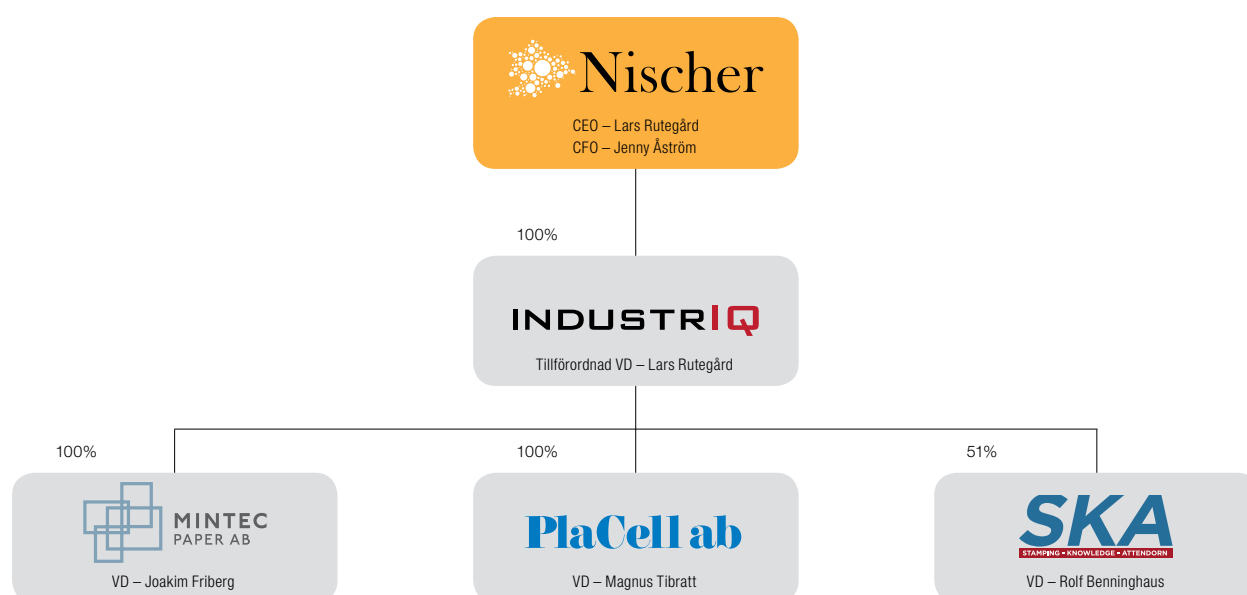 Nischer
CEO – Lars Rutegård
CFO – Jenny Åström
100%
INDUSTRIQ
Tillförordnad VD – Lars Rutegård
100%
100%
51%
MINTEC
PAPER AB
VD – Joakim Friberg
PlaCell ab
VD – Magnus Tibratt
SKA
STAMPING - KNOWLEDGE - ATTENDORN
VD – Rolf Benninghaus